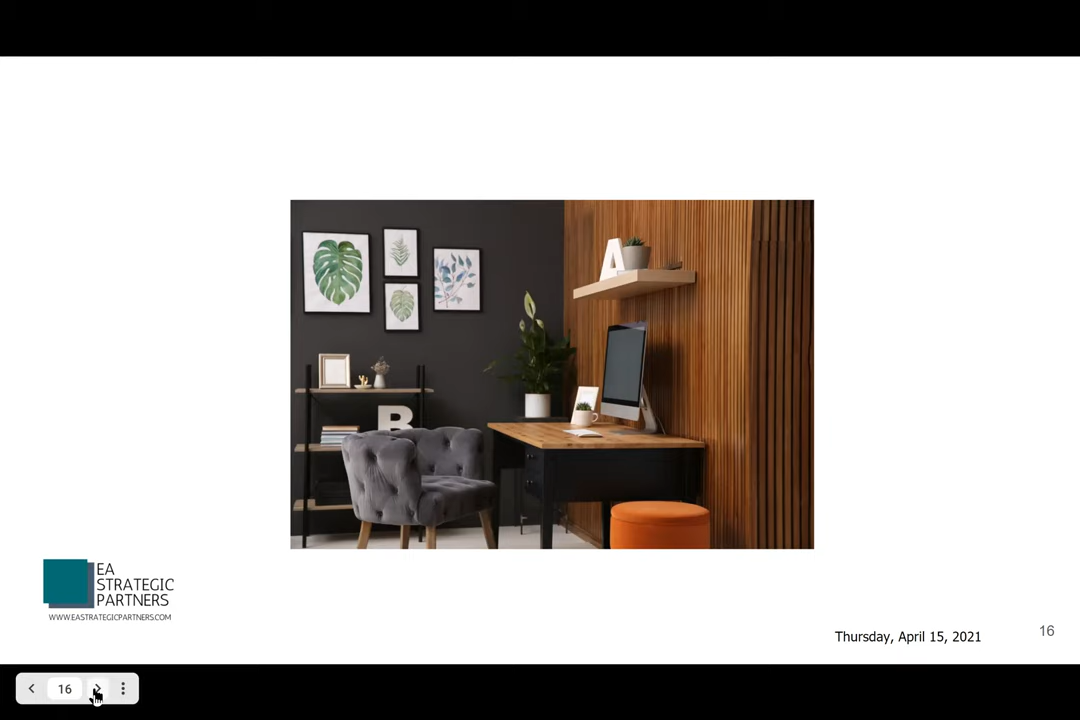 A
B
EA
STRATEGIC
PARTNERS
WWW.EASTRATEGICPARTNERS.COM
Thursday, April 15, 2021
16
16